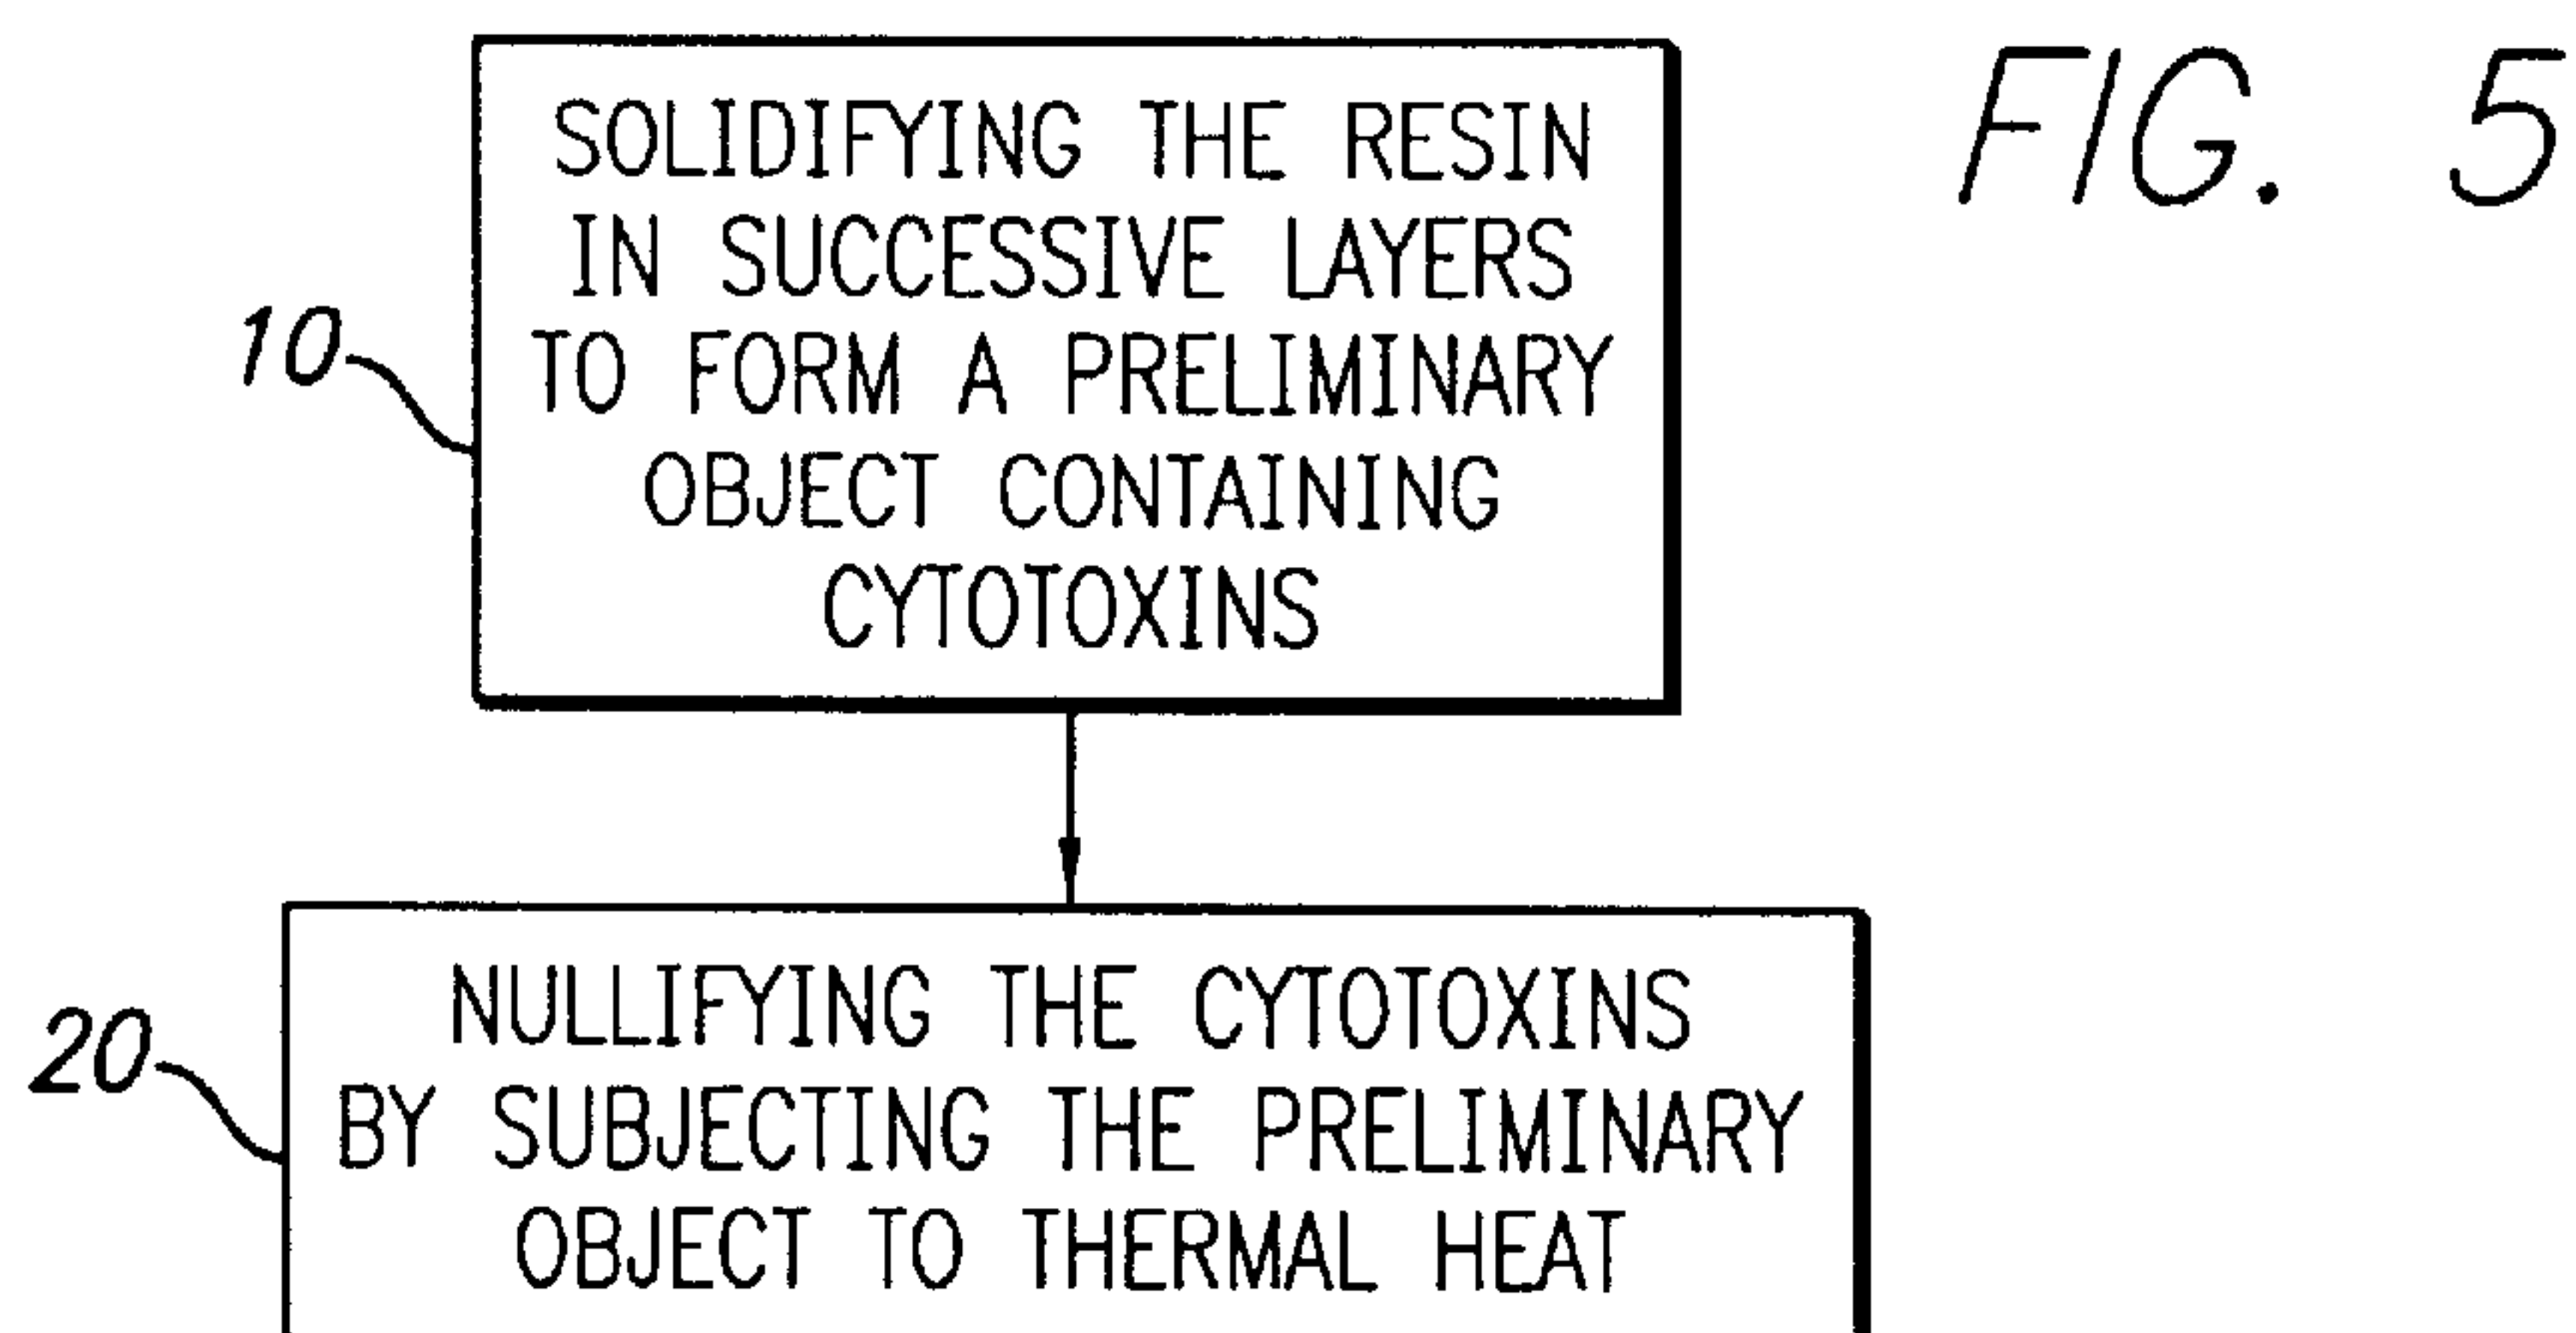 FIG. 5
10
SOLIDIFYING THE RESIN
IN SUCCESSIVE LAYERS
TO FORM A PRELIMINARY
OBJECT CONTAINING
CYTOTOXINS
20
NULLIFYING THE CYTOTOXINS
BY SUBJECTING THE PRELIMINARY
OBJECT TO THERMAL HEAT